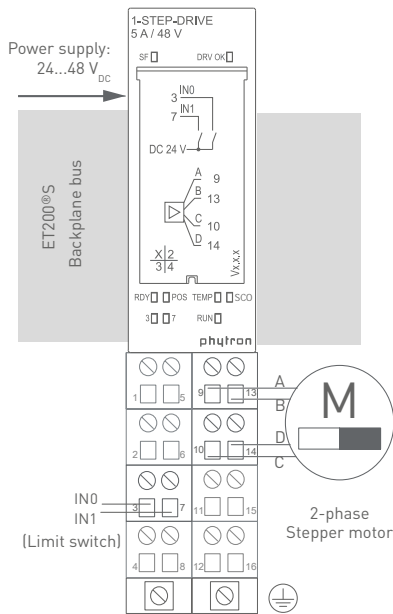 1-STEP-DRIVE
5 A / 48 V
Power supply:
24...48 V DC
SF DRV OK
IN0
3
IN1
7
DC 24 V
A 9
B 13
C 10
D 14
X 2
3 4
Vx.x.x
ET200®S
Backplane bus
RDY POS TEMP SCO
3 7 RUN
phytron
1 5 9 13
A
B
M
2 6 10 14
D
C
IN0
IN1
3 7 11 15
(Limit switch)
2-phase
Stepper motor
4 8 12 16